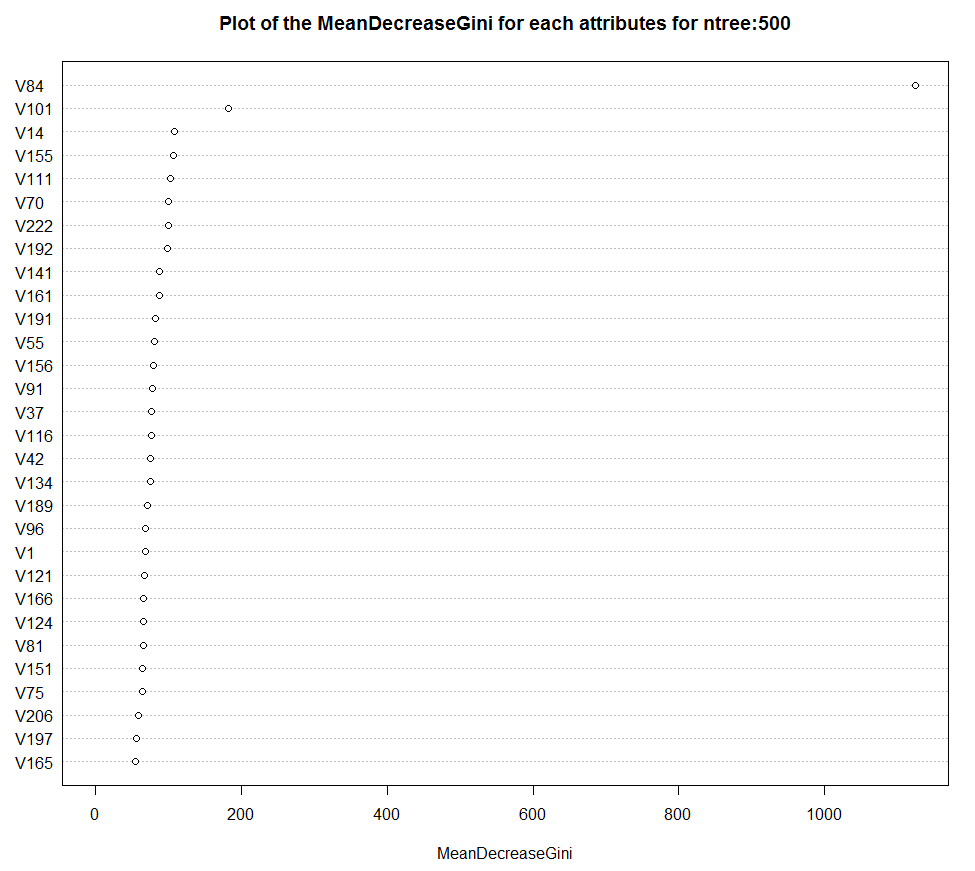 Plot of the MeanDecreaseGini for each attributes for ntree:500
V84
V101
V14
V155
V111
V70
V222
V192
V141
V161
V191
V55
V156
V91
V37
V116
V42
V134
V189
V96
V1
V121
V166
V124
V81
V151
V75
V206
V197
V165
0 200 400 600 800 1000
MeanDecreaseGini